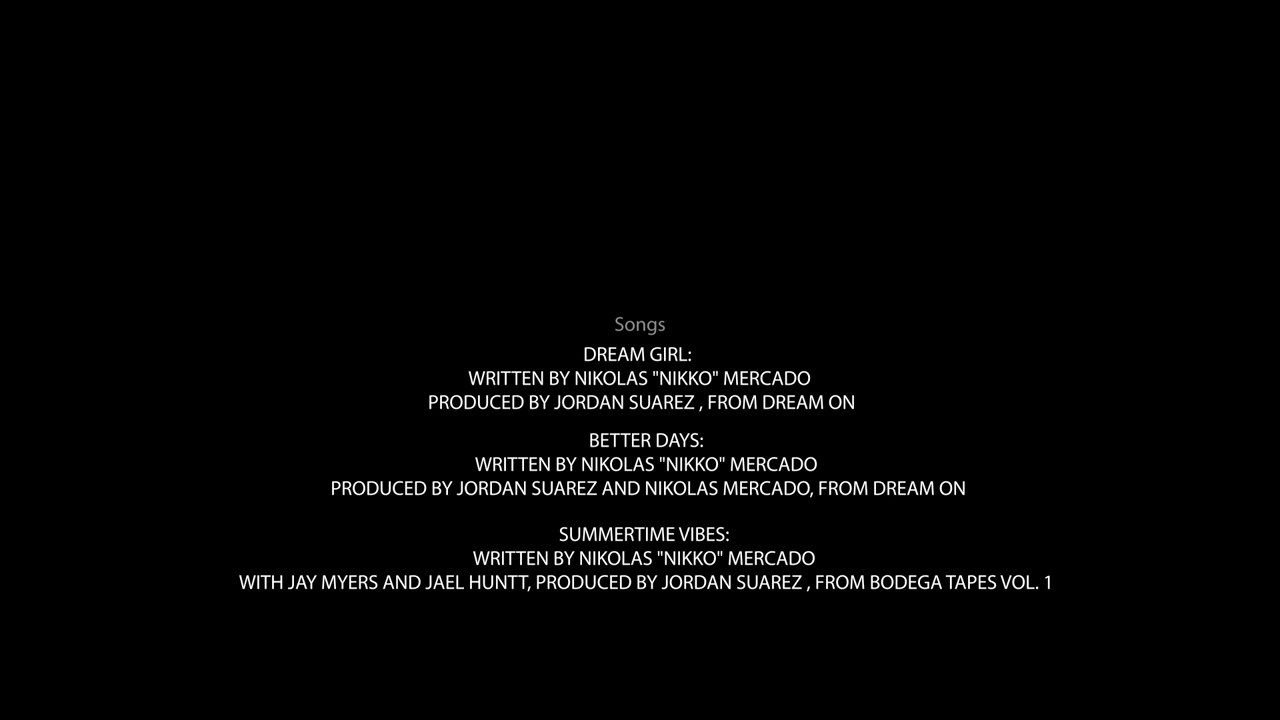 Songs
DREAM GIRL:
WRITTEN BY NIKOLAS "NIKKO" MERCADO
PRODUCED BY JORDAN SUAREZ , FROM DREAM ON
BETTER DAYS:
WRITTEN BY NIKOLAS "NIKKO" MERCADO
PRODUCED BY JORDAN SUAREZ AND NIKOLAS MERCADO, FROM DREAM ON
SUMMERTIME VIBES:
WRITTEN BY NIKOLAS "NIKKO" MERCADO
WITH JAY MYERS AND JAEL HUNTT, PRODUCED BY JORDAN SUAREZ , FROM BODEGA TAPES VOL. 1